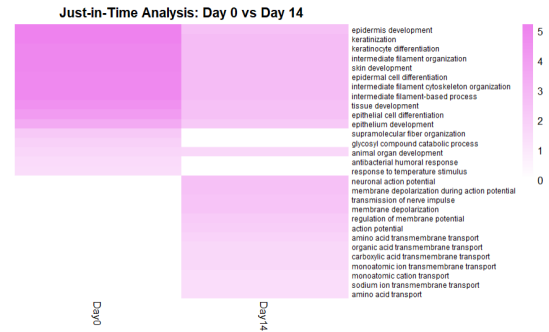 Just-in-Time Analysis: Day 0 vs Day 14
epidermis development
keratinization
keratinocyte differentiation
intermediate filament organization
skin development
epidermal cell differentiation
intermediate filament cytoskeleton organization
intermediate filament-based process
tissue development
epithelial cell differentiation
epithelium development
supramolecular fiber organization
glycosyl compound catabolic process
animal organ development
antibacterial humoral response
response to temperature stimulus
neuronal action potential
membrane depolarization during action potential
transmission of nerve impulse
membrane depolarization
regulation of membrane potential
action potential
amino acid transmembrane transport
organic acid transmembrane transport
carboxylic acid transmembrane transport
monoatomic ion transmembrane transport
monoatomic cation transport
sodium ion transmembrane transport
amino acid transport
5
4
3
2
1
0
Day0
Day14